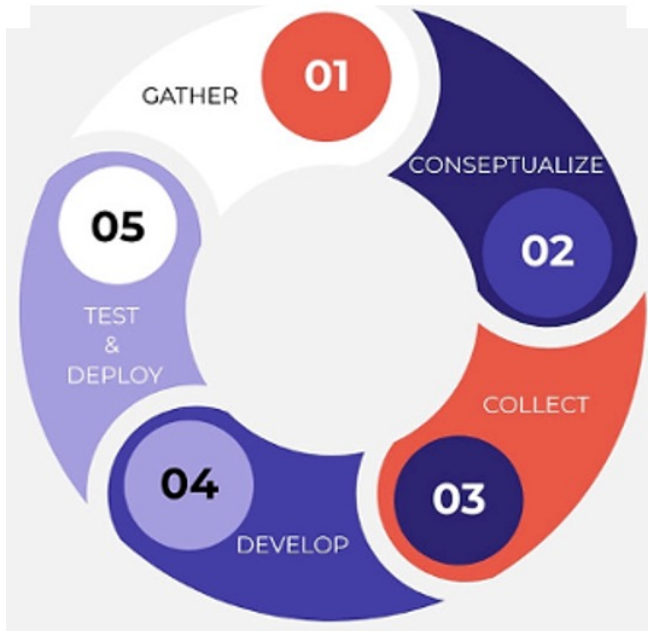 01
GATHER
CONSEPTUALIZE
02
COLLECT
03
04
DEVELOP
05
TEST
&
DEPLOY